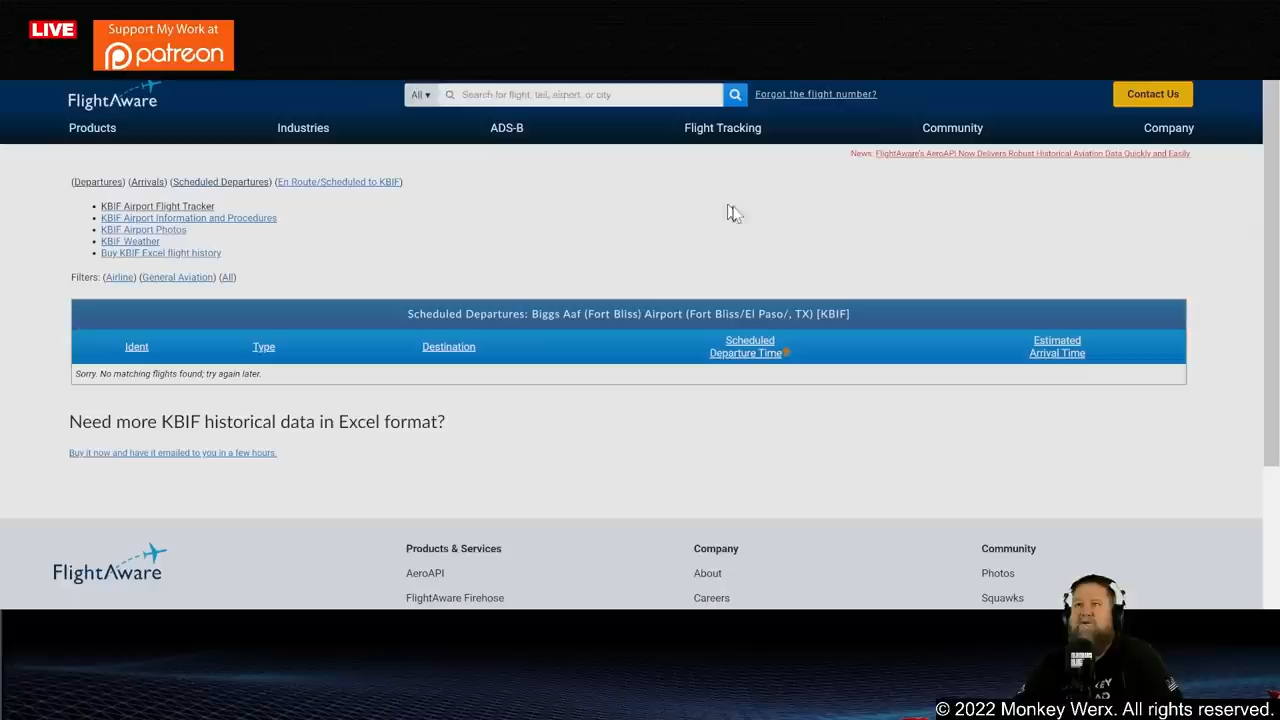 LIVE
Support My Work at
patreon
FlightAware
All ▾
Search for flight, tail, airport, or city
Forgot the flight number?
Contact Us
Products
Industries
ADS-B
Flight Tracking
Community
Company
News: FlightAware's AeroAPI Now Delivers Robust Historical Aviation Data Quickly and Easily
(Departures) (Arrivals) (Scheduled Departures) (En Route/Scheduled to KBIF)
• KBIF Airport Flight Tracker
• KBIF Airport Information and Procedures
• KBIF Airport Photos
• KBIF Weather
• Buy KBIF Excel flight history
Filters: (Airline) (General Aviation) (All)
Scheduled Departures: Biggs Aaf (Fort Bliss) Airport (Fort Bliss/El Paso/, TX) [KBIF]
Ident
Type
Destination
Scheduled
Departure Time
Estimated
Arrival Time
Sorry. No matching flights found; try again later.
Need more KBIF historical data in Excel format?
Buy it now and have it emailed to you in a few hours.
FlightAware
Products & Services
AeroAPI
FlightAware Firehose
Company
About
Careers
Community
Photos
Squawks
© 2022 Monkey Werx. All rights reserved.